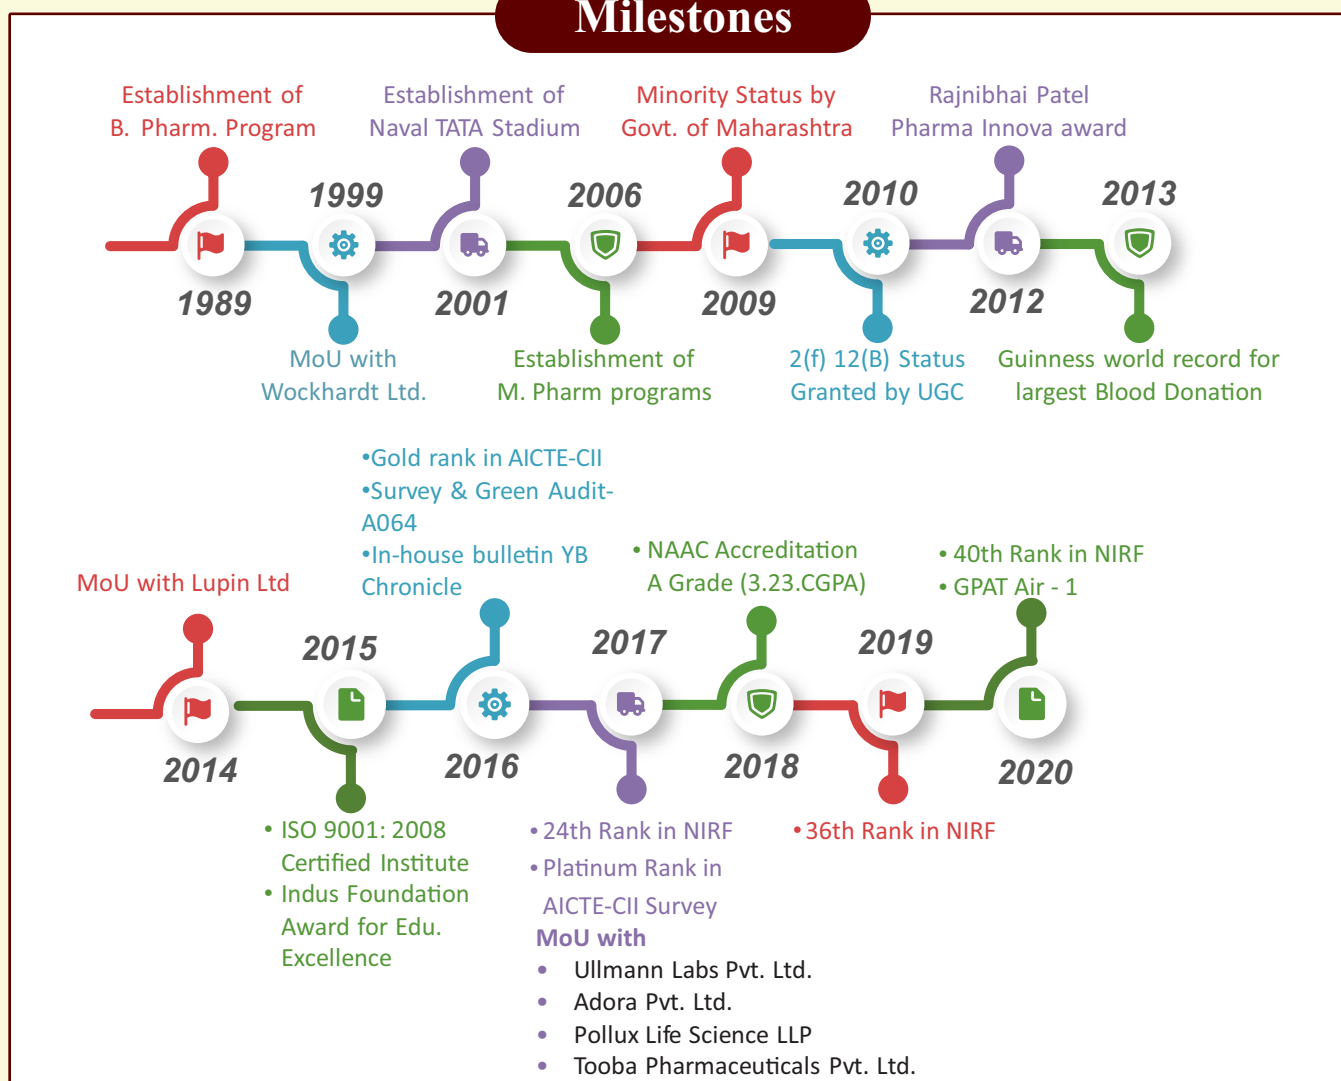 Milestones
Establishment of
B. Pharm. Program
Establishment of
Naval TATA Stadium
Minority Status by
Govt. of Maharashtra
Rajnibhai Patel
Pharma Innova award
1999
2006
2010
2013
1989
2001
2009
2012
MoU with
Wockhardt Ltd.
Establishment of
M. Pharm programs
2(f) 12(B) Status
Granted by UGC
Guinness world record for
largest Blood Donation
MoU with Lupin Ltd
•Gold rank in AICTE-CII
•Survey & Green Audit-
A064
•In-house bulletin YB
Chronicle
• NAAC Accreditation
A Grade (3.23.CGPA)
• 40th Rank in NIRF
• GPAT Air - 1
2015
2017
2019
2014
2016
2018
2020
• ISO 9001: 2008
Certified Institute
• Indus Foundation
Award for Edu.
Excellence
• 24th Rank in NIRF
• Platinum Rank in
AICTE-CII Survey
MoU with
• Ullmann Labs Pvt. Ltd.
• Adora Pvt. Ltd.
• Pollux Life Science LLP
• Tooba Pharmaceuticals Pvt. Ltd.
• 36th Rank in NIRF